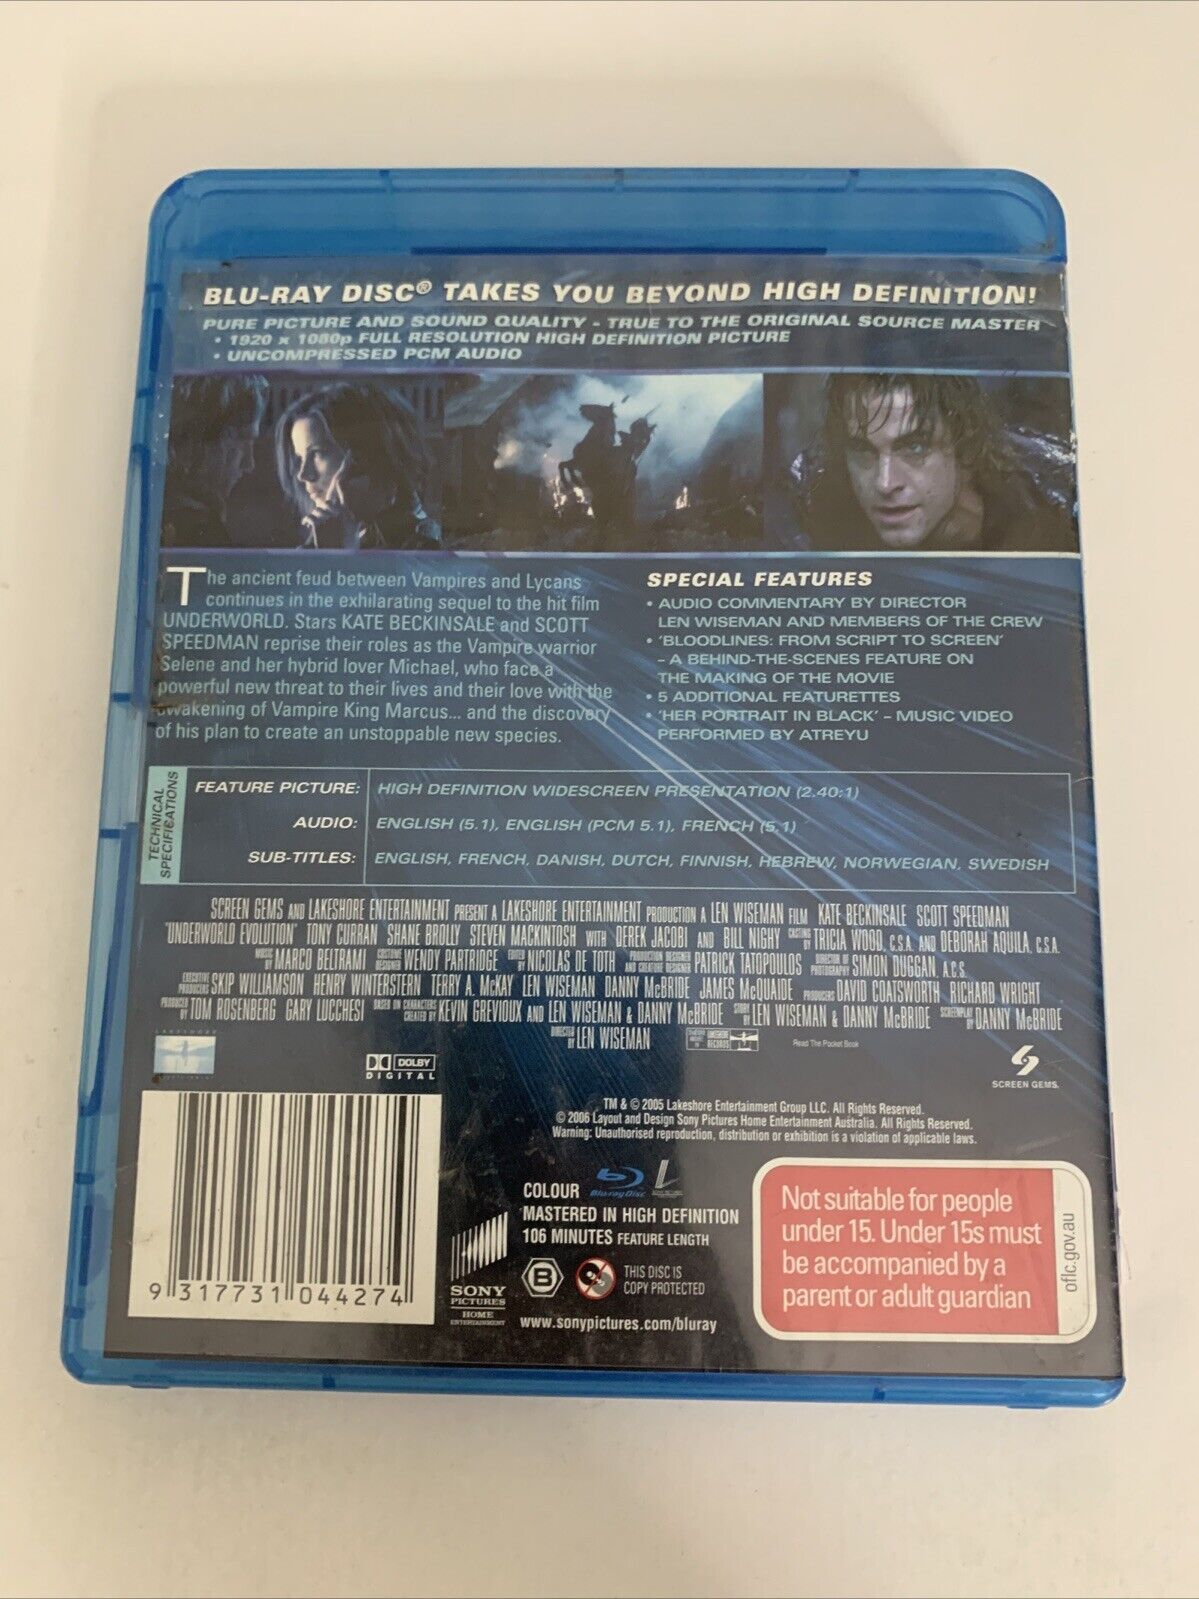 BLU-RAY DISC® TAKES YOU BEYOND HIGH DEFINITION!
PURE PICTURE AND SOUND QUALITY - TRUE TO THE ORIGINAL SOURCE MASTER
• 1920 x 1080p FULL RESOLUTION HIGH DEFINITION PICTURE
• UNCOMPRESSED PCM AUDIO
The ancient feud between Vampires and Lycans
continues in the exhilarating sequel to the hit film
UNDERWORLD. Stars KATE BECKINSALE and SCOTT
SPEEDMAN reprise their roles as the Vampire warrior
Selene and her hybrid lover Michael, who face a
powerful new threat to their lives and their love with the
awakening of Vampire King Marcus... and the discovery
of his plan to create an unstoppable new species.
SPECIAL FEATURES
• AUDIO COMMENTARY BY DIRECTOR
LEN WISEMAN AND MEMBERS OF THE CREW
• 'BLOODLINES: FROM SCRIPT TO SCREEN'
– A BEHIND-THE-SCENES FEATURE ON
THE MAKING OF THE MOVIE
• 5 ADDITIONAL FEATURETTES
• 'HER PORTRAIT IN BLACK' – MUSIC VIDEO
PERFORMED BY ATREYU
TECHNICAL
SPECIFICATIONS
FEATURE PICTURE: HIGH DEFINITION WIDESCREEN PRESENTATION (2.40:1)
AUDIO: ENGLISH (5.1), ENGLISH (PCM 5.1), FRENCH (5.1)
SUB-TITLES: ENGLISH, FRENCH, DANISH, DUTCH, FINNISH, HEBREW, NORWEGIAN, SWEDISH
SCREEN GEMS AND LAKESHORE ENTERTAINMENT PRESENT A LAKESHORE ENTERTAINMENT PRODUCTION A LEN WISEMAN FILM KATE BECKINSALE SCOTT SPEEDMAN
"UNDERWORLD EVOLUTION" TONY CURRAN SHANE BROLLY STEVEN MACKINTOSH WITH DEREK JACOBI AND BILL NIGHY CASTING BY TRICIA WOOD, C.S.A. AND DEBORAH AQUILA, C.S.A.
MUSIC BY MARCO BELTRAMI COSTUME DESIGNER WENDY PARTRIDGE EDITED BY NICOLAS DE TOTH PRODUCTION DESIGNER AND CREATURE DESIGNER PATRICK TATOPOULOS DIRECTOR OF PHOTOGRAPHY SIMON DUGGAN, A.C.S.
EXECUTIVE PRODUCERS SKIP WILLIAMSON HENRY WINTERSTERN TERRY A. McKAY LEN WISEMAN DANNY McBRIDE JAMES McQUAIDE PRODUCERS DAVID COATSWORTH RICHARD WRIGHT
PRODUCED BY TOM ROSENBERG GARY LUCCHESI BASED ON CHARACTERS CREATED BY KEVIN GREVIOUX AND LEN WISEMAN & DANNY McBRIDE STORY BY LEN WISEMAN & DANNY McBRIDE SCREENPLAY BY DANNY McBRIDE
DIRECTED BY LEN WISEMAN
LAKESHORE
RECORDS
Read The Pocket Book
LAKESHORE
DOLBY
DIGITAL
SCREEN GEMS
TM & © 2005 Lakeshore Entertainment Group LLC. All Rights Reserved.
© 2006 Layout and Design Sony Pictures Home Entertainment Australia. All Rights Reserved.
Warning: Unauthorised reproduction, distribution or exhibition is a violation of applicable laws.
9 317731 044274
SONY
PICTURES
HOME
ENTERTAINMENT
COLOUR
Blu-ray Disc
MASTERED IN HIGH DEFINITION
106 MINUTES FEATURE LENGTH
B
THIS DISC IS
COPY PROTECTED
www.sonypictures.com/bluray
Not suitable for people
under 15. Under 15s must
be accompanied by a
parent or adult guardian
oflc.gov.au